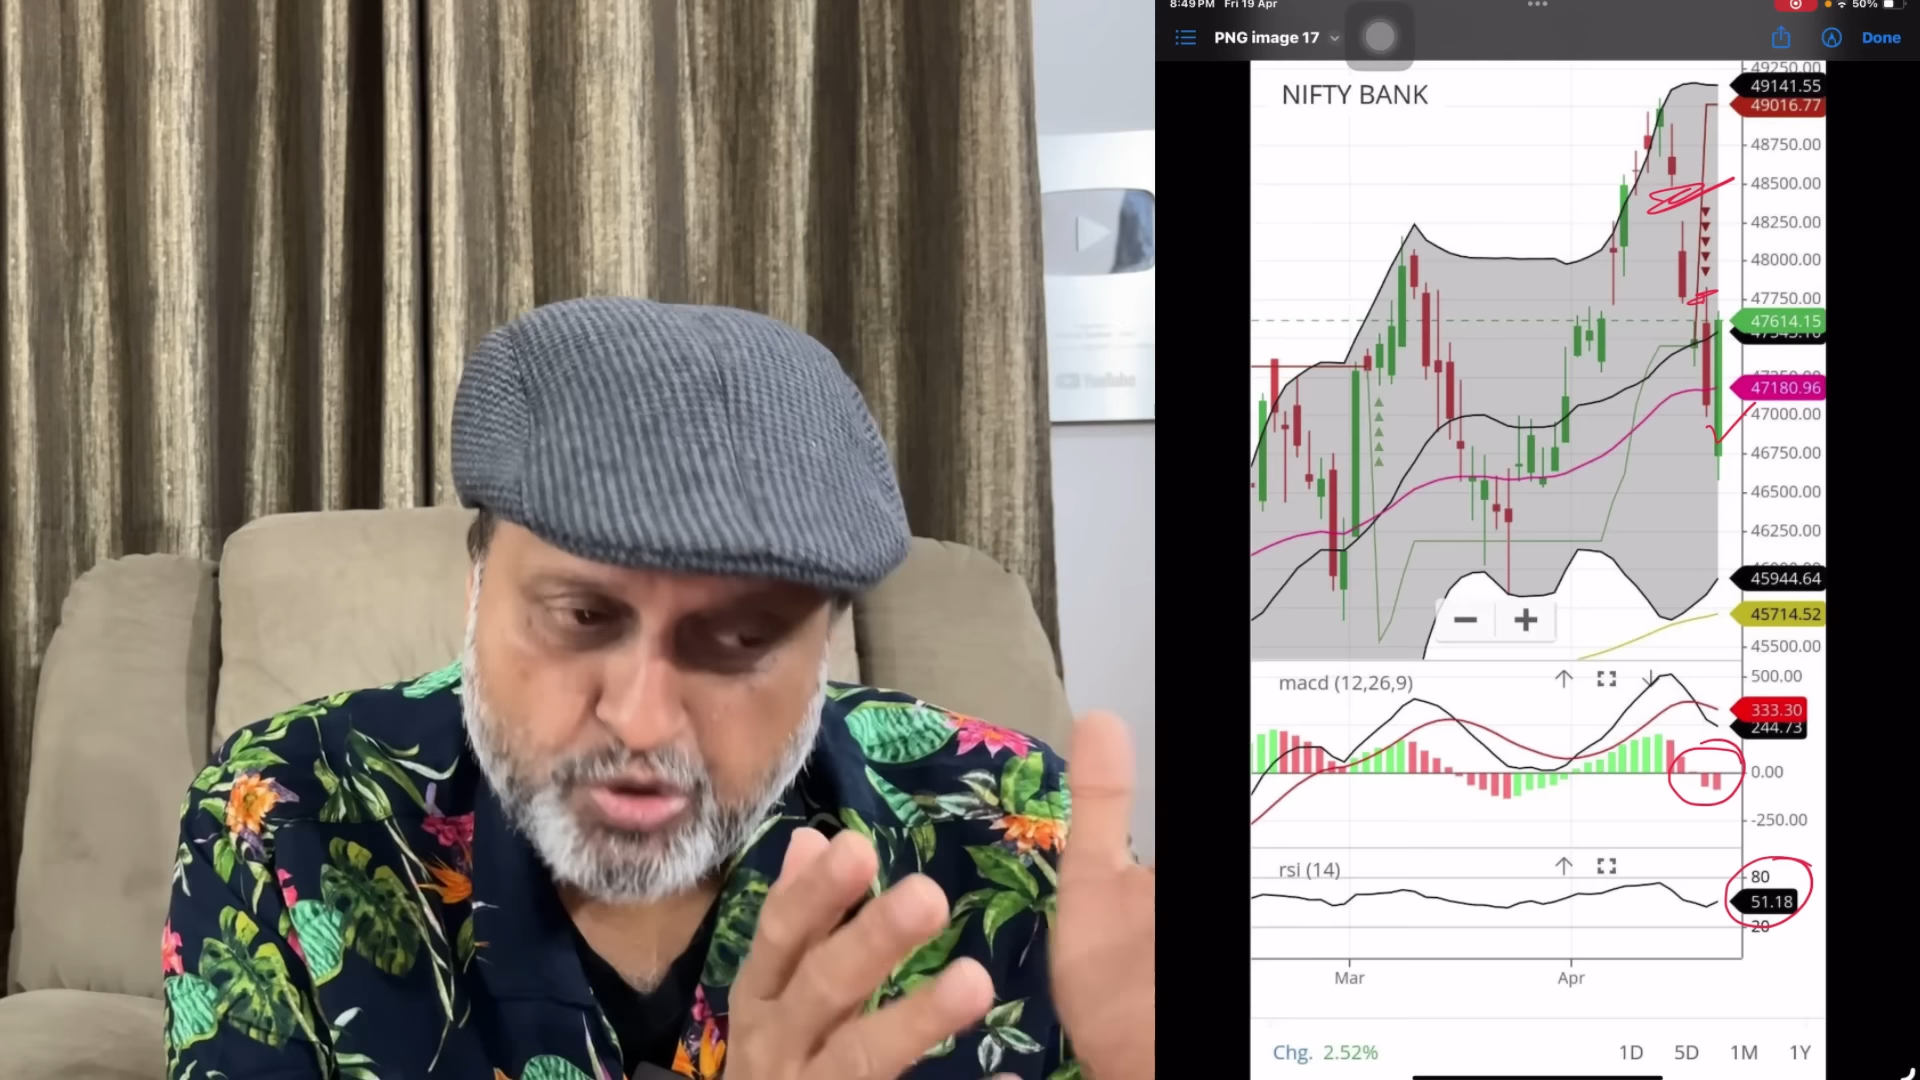 8:49 PM Fri 19 Apr
50%
PNG image 17
Done
YouTube
NIFTY BANK
49250.00
49141.55
49016.77
48750.00
48500.00
48250.00
48000.00
47750.00
47614.15
47180.96
47000.00
46750.00
46500.00
46250.00
45944.64
45714.52
45500.00
macd (12,26,9)
500.00
333.30
244.73
0.00
-250.00
rsi (14)
80
51.18
20
Mar
Apr
Chg. 2.52%
1D
5D
1M
1Y